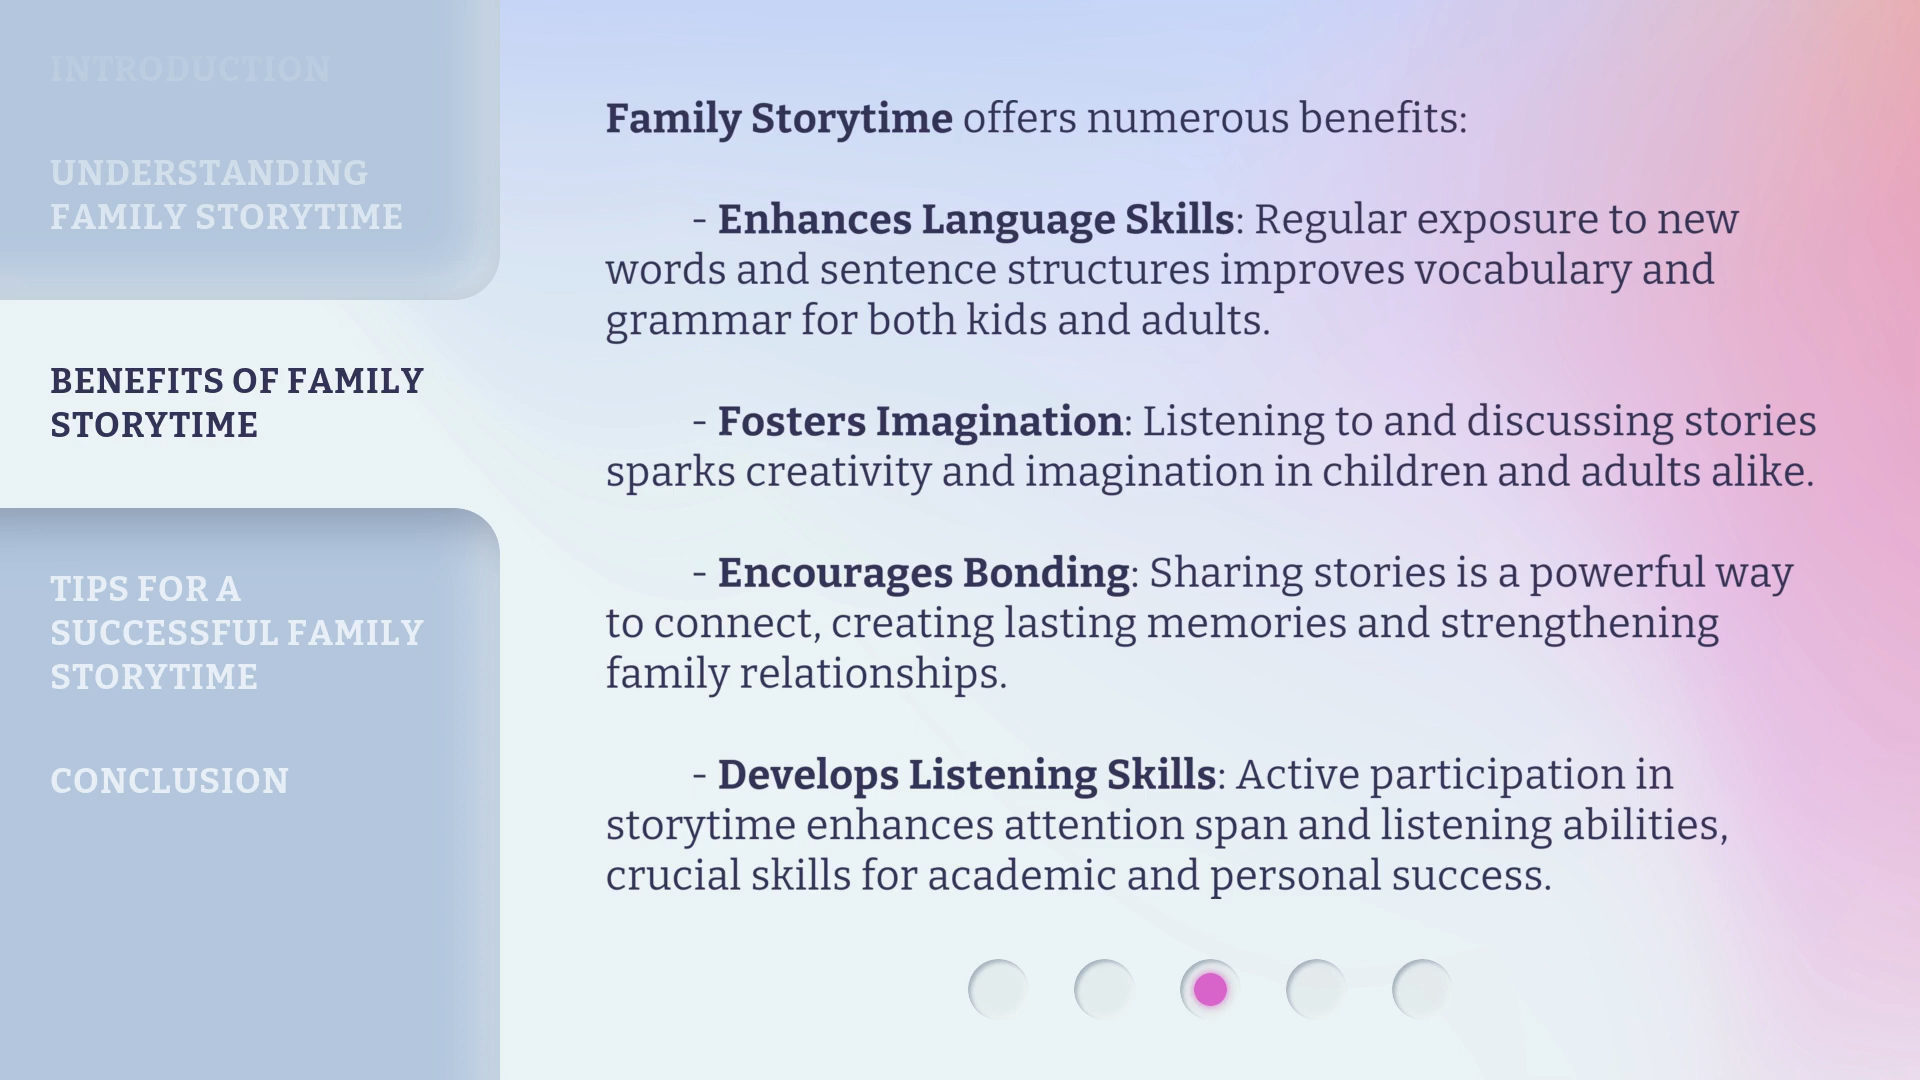 INTRODUCTION
UNDERSTANDING
FAMILY STORYTIME
BENEFITS OF FAMILY
STORYTIME
TIPS FOR A
SUCCESSFUL FAMILY
STORYTIME
CONCLUSION
Family Storytime offers numerous benefits:
- Enhances Language Skills: Regular exposure to new
words and sentence structures improves vocabulary and
grammar for both kids and adults.
- Fosters Imagination: Listening to and discussing stories
sparks creativity and imagination in children and adults alike.
- Encourages Bonding: Sharing stories is a powerful way
to connect, creating lasting memories and strengthening
family relationships.
- Develops Listening Skills: Active participation in
storytime enhances attention span and listening abilities,
crucial skills for academic and personal success.